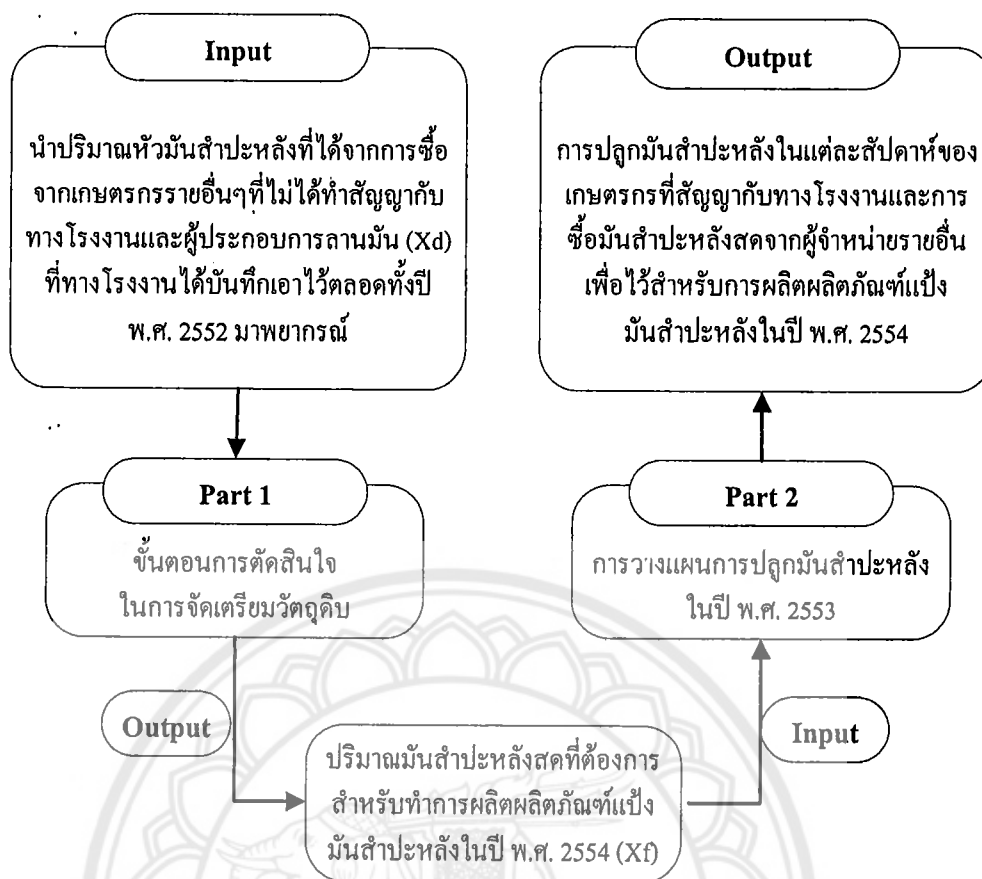 Input
นำปริมาณหัวมันสำปะหลังที่ได้จากการซื้อ
จากเกษตรกรรายอื่นๆที่ไม่ได้ทำสัญญากับ
ทางโรงงานและผู้ประกอบการลานมัน (Xd)
ที่ทางโรงงานได้บันทึกเอาไว้ตลอดทั้งปี
พ.ศ. 2552 มาพยากรณ์
Output
การปลูกมันสำปะหลังในแต่ละสัปดาห์ของ
เกษตรกรที่สัญญากับทางโรงงานและการ
ซื้อมันสำปะหลังสดจากผู้จำหน่ายรายอื่น
เพื่อไว้สำหรับการผลิตผลิตภัณฑ์แป้ง
มันสำปะหลังในปี พ.ศ. 2554
Part 1
ขั้นตอนการตัดสินใจ
ในการจัดเตรียมวัตถุดิบ
Part 2
การวางแผนการปลูกมันสำปะหลัง
ในปี พ.ศ. 2553
Output
ปริมาณมันสำปะหลังสดที่ต้องการ
สำหรับทำการผลิตผลิตภัณฑ์แป้ง
มันสำปะหลังในปี พ.ศ. 2554 (Xf)
Input